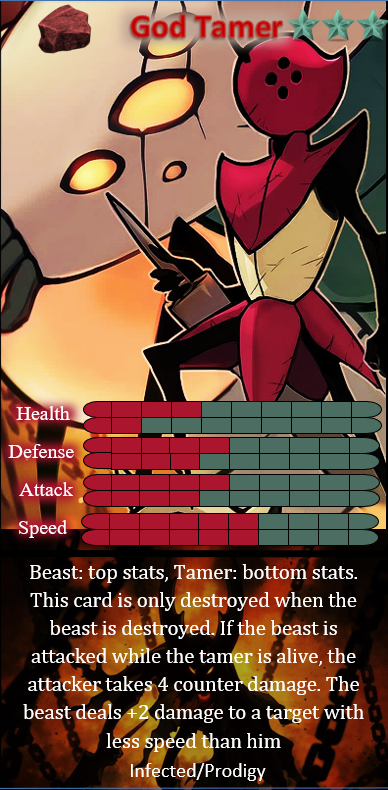 God Tamer
Health
Defense
Attack
Speed
Beast: top stats, Tamer: bottom stats.
This card is only destroyed when the
beast is destroyed. If the beast is
attacked while the tamer is alive, the
attacker takes 4 counter damage. The
beast deals +2 damage to a target with
less speed than him
Infected/Prodigy